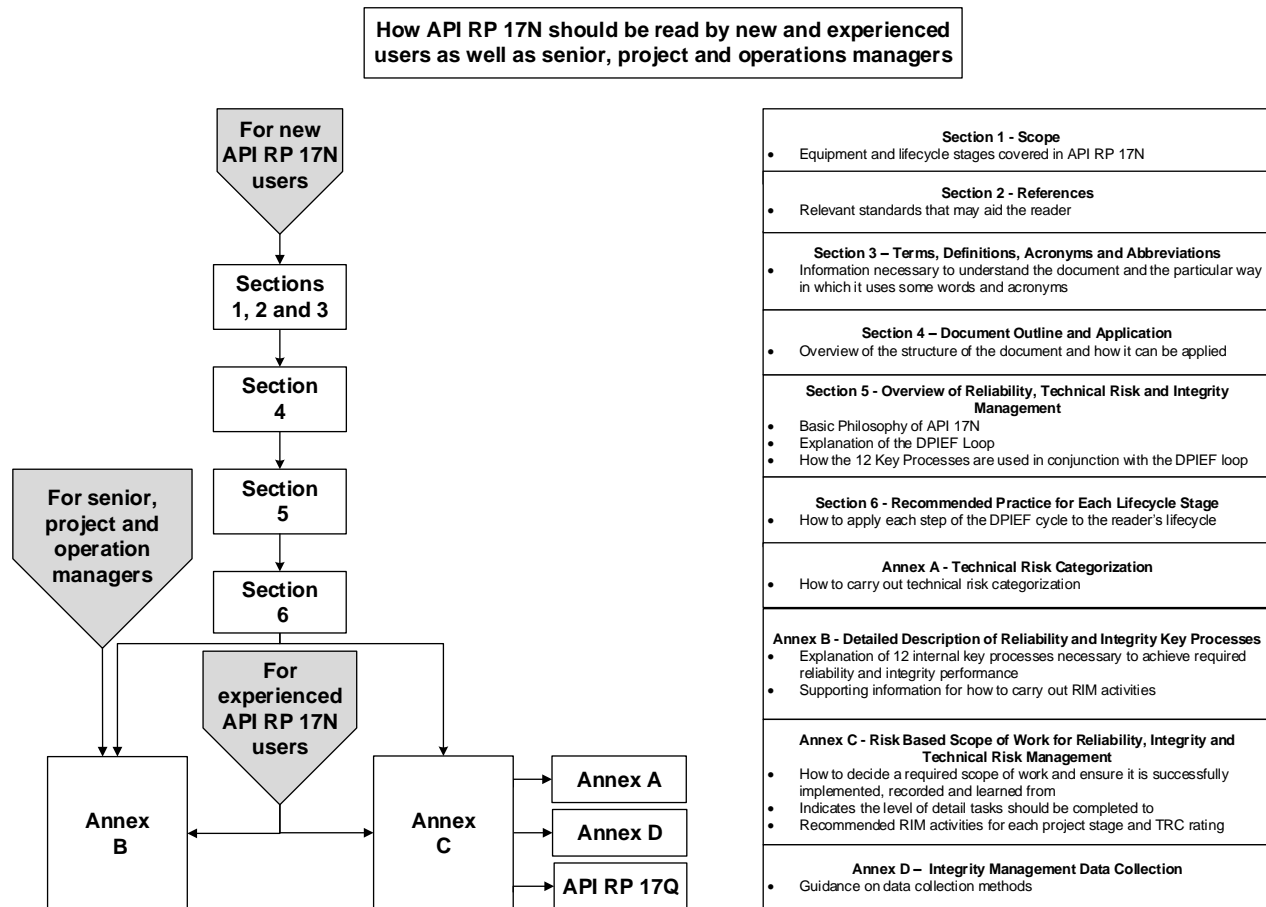 How API RP 17N should be read by new and experienced
users as well as senior, project and operations managers
For new
API RP 17N
users
Sections
1, 2 and 3
Section
4
Section
5
Section
6
For senior,
project and
operation
managers
For
experienced
API RP 17N
users
Annex
B
Annex
C
Annex A
Annex D
API RP 17Q
Section 1 - Scope
• Equipment and lifecycle stages covered in API RP 17N
Section 2 - References
• Relevant standards that may aid the reader
Section 3 – Terms, Definitions, Acronyms and Abbreviations
• Information necessary to understand the document and the particular way
in which it uses some words and acronyms
Section 4 – Document Outline and Application
• Overview of the structure of the document and how it can be applied
Section 5 - Overview of Reliability, Technical Risk and Integrity
Management
• Basic Philosophy of API 17N
• Explanation of the DPIEF Loop
• How the 12 Key Processes are used in conjunction with the DPIEF loop
Section 6 - Recommended Practice for Each Lifecycle Stage
• How to apply each step of the DPIEF cycle to the reader's lifecycle
Annex A - Technical Risk Categorization
• How to carry out technical risk categorization
Annex B - Detailed Description of Reliability and Integrity Key Processes
• Explanation of 12 internal key processes necessary to achieve required
reliability and integrity performance
• Supporting information for how to carry out RIM activities
Annex C - Risk Based Scope of Work for Reliability, Integrity and
Technical Risk Management
• How to decide a required scope of work and ensure it is successfully
implemented, recorded and learned from
• Indicates the level of detail tasks should be completed to
• Recommended RIM activities for each project stage and TRC rating
Annex D – Integrity Management Data Collection
• Guidance on data collection methods